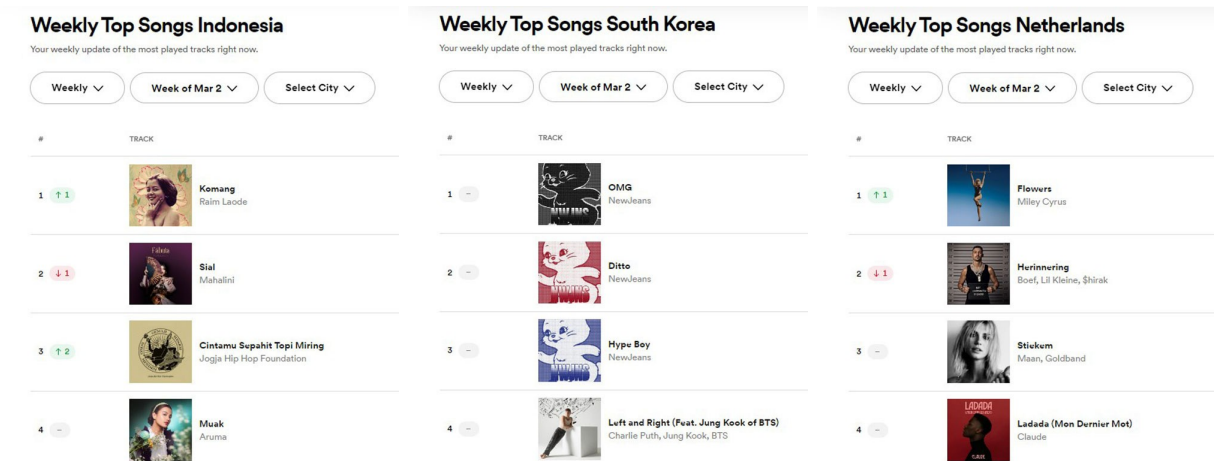 Weekly Top Songs Indonesia
Your weekly update of the most played tracks right now.
Weekly
Week of Mar 2
Select City
#
TRACK
1
↑ 1
Komang
Raim Laode
2
↓ 1
Sial
Mahalini
Fábula
3
↑ 2
Cintamu Sepahit Topi Miring
Jogja Hip Hop Foundation
4
–
Muak
Aruma
Weekly Top Songs South Korea
Your weekly update of the most played tracks right now.
Weekly
Week of Mar 2
Select City
#
TRACK
1
–
NWJNS
OMG
NewJeans
2
–
NWJNS
Ditto
NewJeans
3
–
NWJNS
Hype Boy
NewJeans
4
–
Left and Right (Feat. Jung Kook of BTS)
Charlie Puth, Jung Kook, BTS
Weekly Top Songs Netherlands
Your weekly update of the most played tracks right now.
Weekly
Week of Mar 2
Select City
#
TRACK
1
↑ 1
Flowers
Miley Cyrus
2
↓ 1
Herinnering
Boef, Lil Kleine, $hirak
3
–
Stiekem
Maan, Goldband
4
–
LADADA
Ladada (Mon Dernier Mot)
Claude